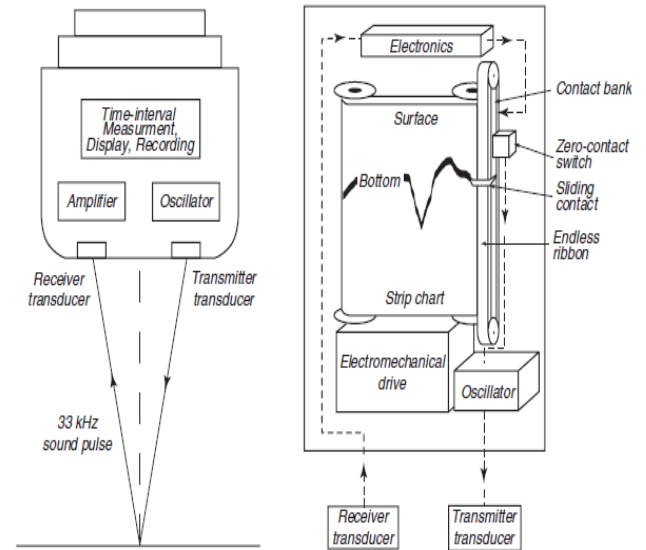 Time-interval
Measurment,
Display, Recording
Amplifier
Oscillator
Receiver
transducer
Transmitter
transducer
33 kHz
sound pulse
Electronics
Contact bank
Surface
Zero-contact
switch
Bottom
Sliding
contact
Endless
ribbon
Strip chart
Electromechanical
drive
Oscillator
Receiver
transducer
Transmitter
transducer